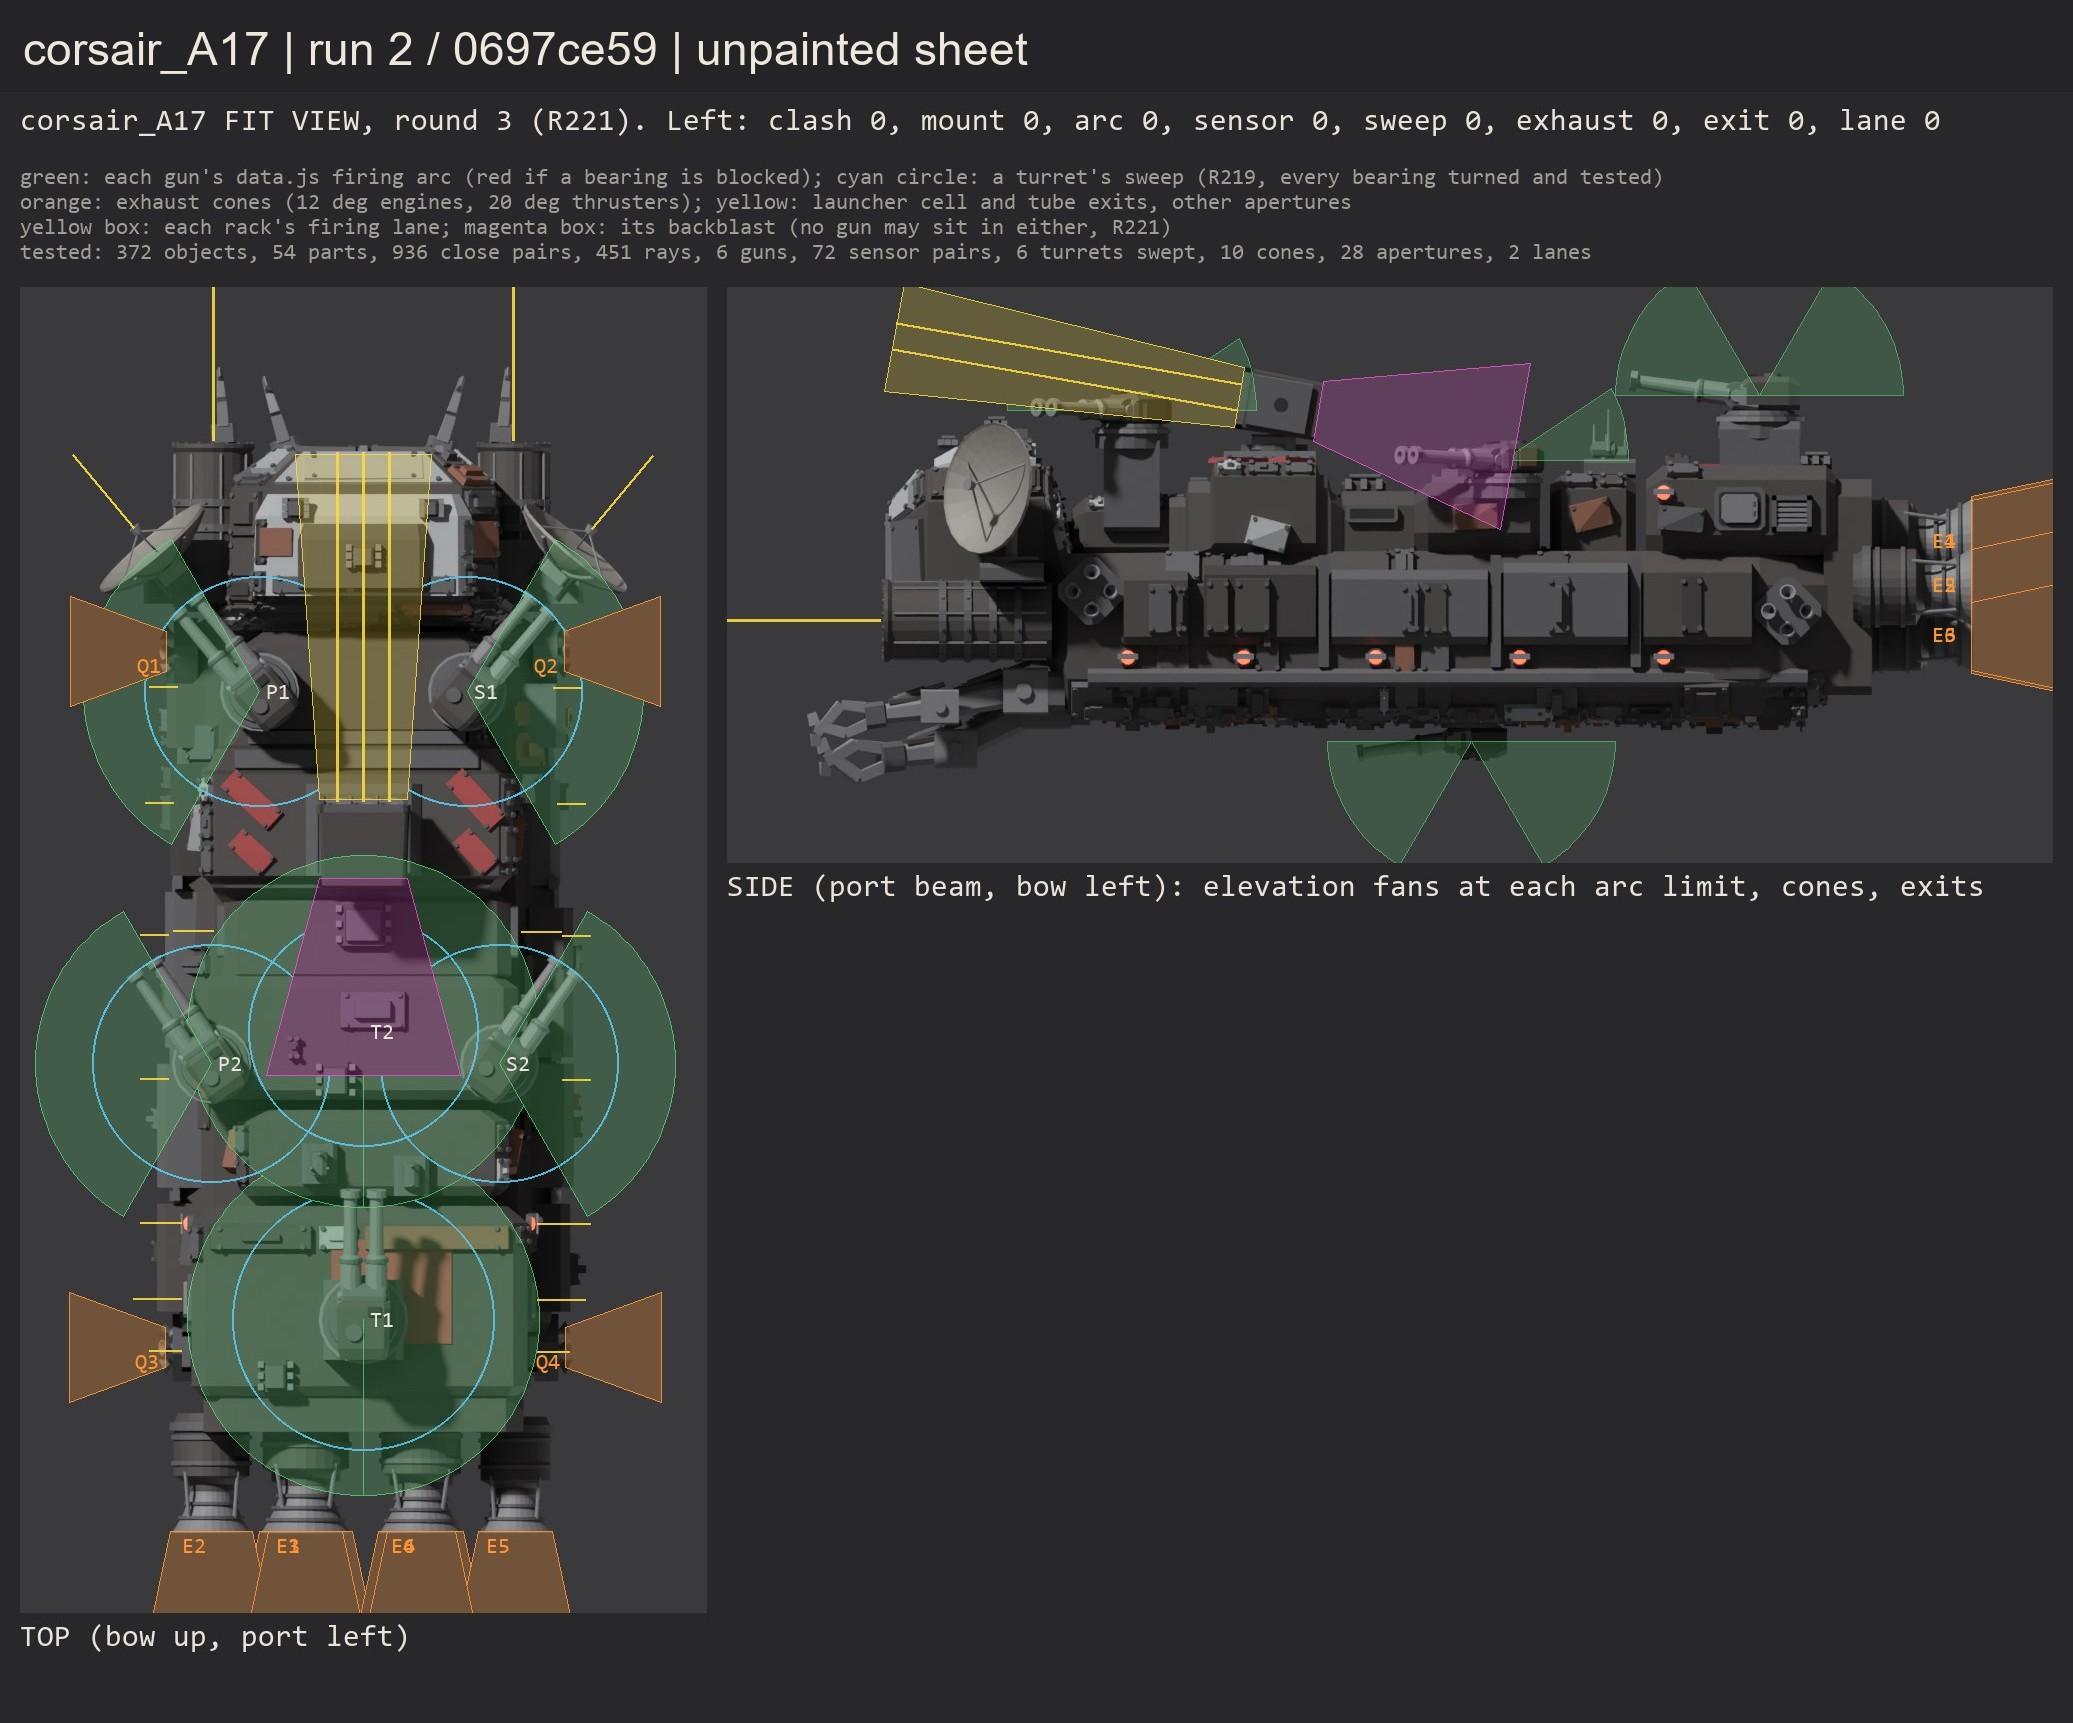 corsair_A17 | run 2 / 0697ce59 | unpainted sheet
corsair_A17 FIT VIEW, round 3 (R221). Left: clash 0, mount 0, arc 0, sensor 0, sweep 0, exhaust 0, exit 0, lane 0
green: each gun's data.js firing arc (red if a bearing is blocked); cyan circle: a turret's sweep (R219, every bearing turned and tested)
orange: exhaust cones (12 deg engines, 20 deg thrusters); yellow: launcher cell and tube exits, other apertures
yellow box: each rack's firing lane; magenta box: its backblast (no gun may sit in either, R221)
tested: 372 objects, 54 parts, 936 close pairs, 451 rays, 6 guns, 72 sensor pairs, 6 turrets swept, 10 cones, 28 apertures, 2 lanes
Q1
Q2
P1
S1
T2
P2
S2
T1
Q3
Q4
E2
E5
TOP (bow up, port left)
SIDE (port beam, bow left): elevation fans at each arc limit, cones, exits